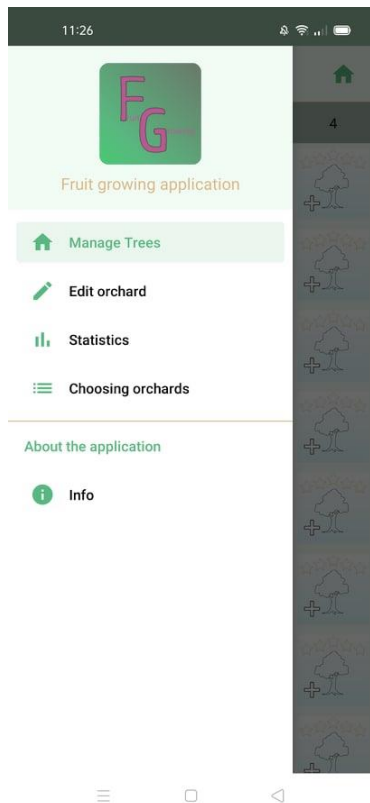 11:26
4
FG
Fruit growing application
Manage Trees
Edit orchard
Statistics
Choosing orchards
About the application
Info